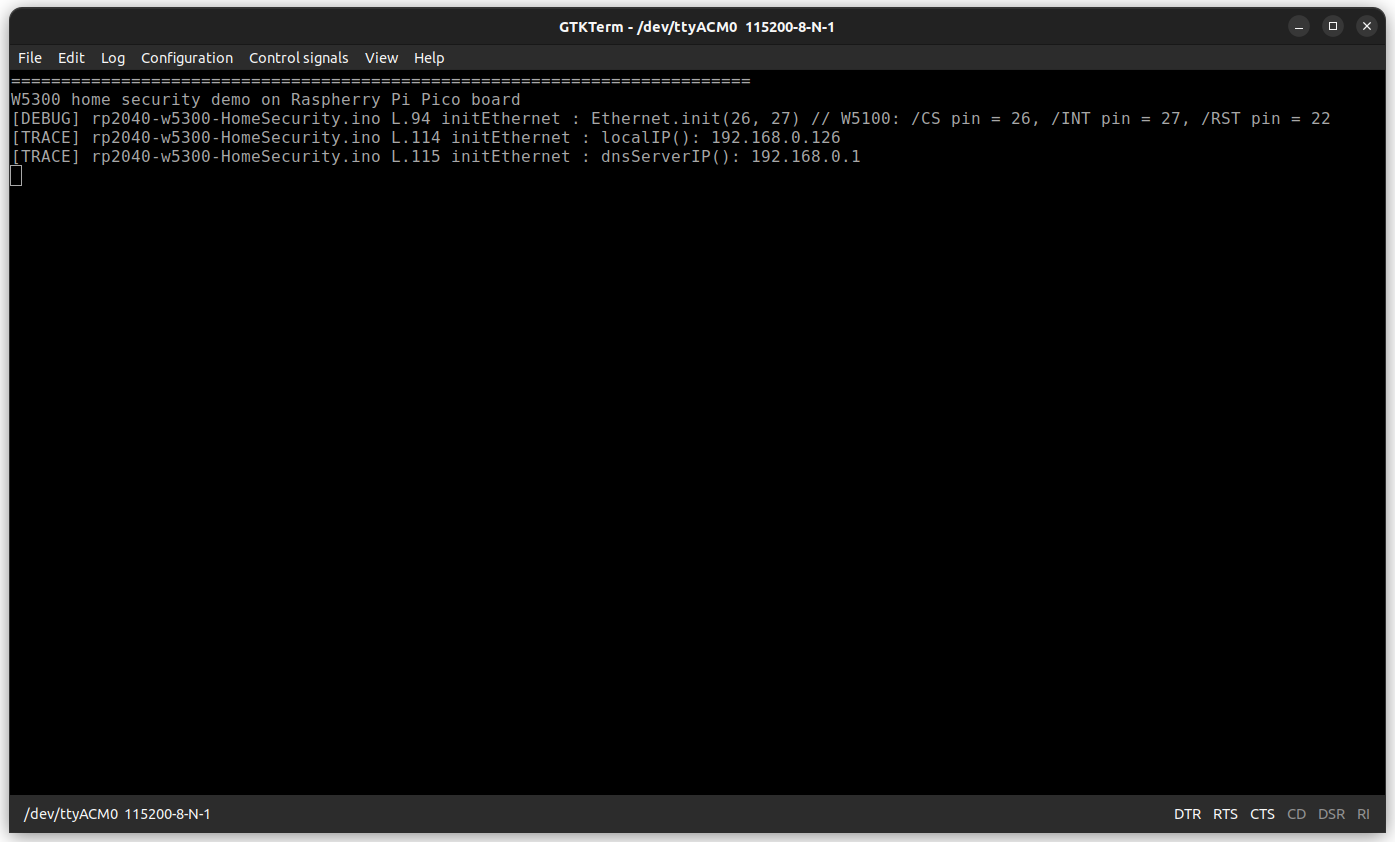 GTKTerm - /dev/ttyACM0 115200-8-N-1
File Edit Log Configuration Control signals View Help
==========================================================================
W5300 home security demo on Raspberry Pi Pico board
[DEBUG] rp2040-w5300-HomeSecurity.ino L.94 initEthernet : Ethernet.init(26, 27) // W5100: /CS pin = 26, /INT pin = 27, /RST pin = 22
[TRACE] rp2040-w5300-HomeSecurity.ino L.114 initEthernet : localIP(): 192.168.0.126
[TRACE] rp2040-w5300-HomeSecurity.ino L.115 initEthernet : dnsServerIP(): 192.168.0.1
/dev/ttyACM0 115200-8-N-1 DTR RTS CTS CD DSR RI